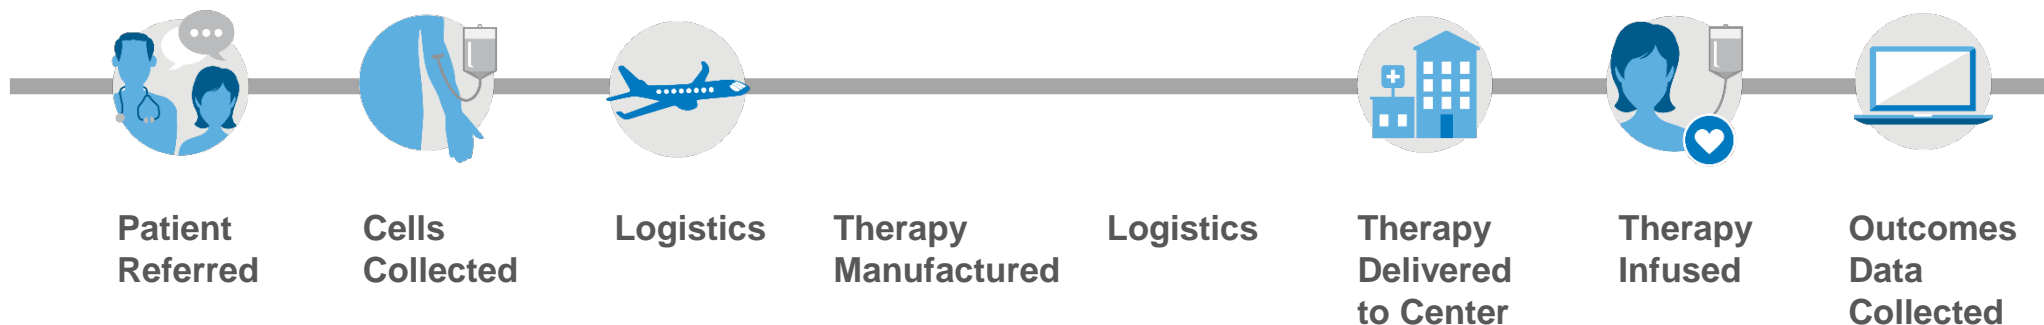 Patient
Referred
Cells
Collected
Logistics
Therapy
Manufactured
Logistics
Therapy
Delivered
to Center
Therapy
Infused
Outcomes
Data
Collected